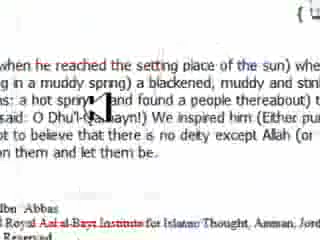 {
when he reached the setting place of the sun) whe
g in a muddy spring) a blackened, muddy and stin
ns: a hot spring and found a people thereabout) t
said: O Dhu'l-Qarnayn!) We inspired him (Either pu
ot to believe that there is no deity except Allah (or
on them and let them be.
Ibn 'Abbas
Royal Aal al-Bayt Institute for Islamic Thought, Amman, Jord
Reserved